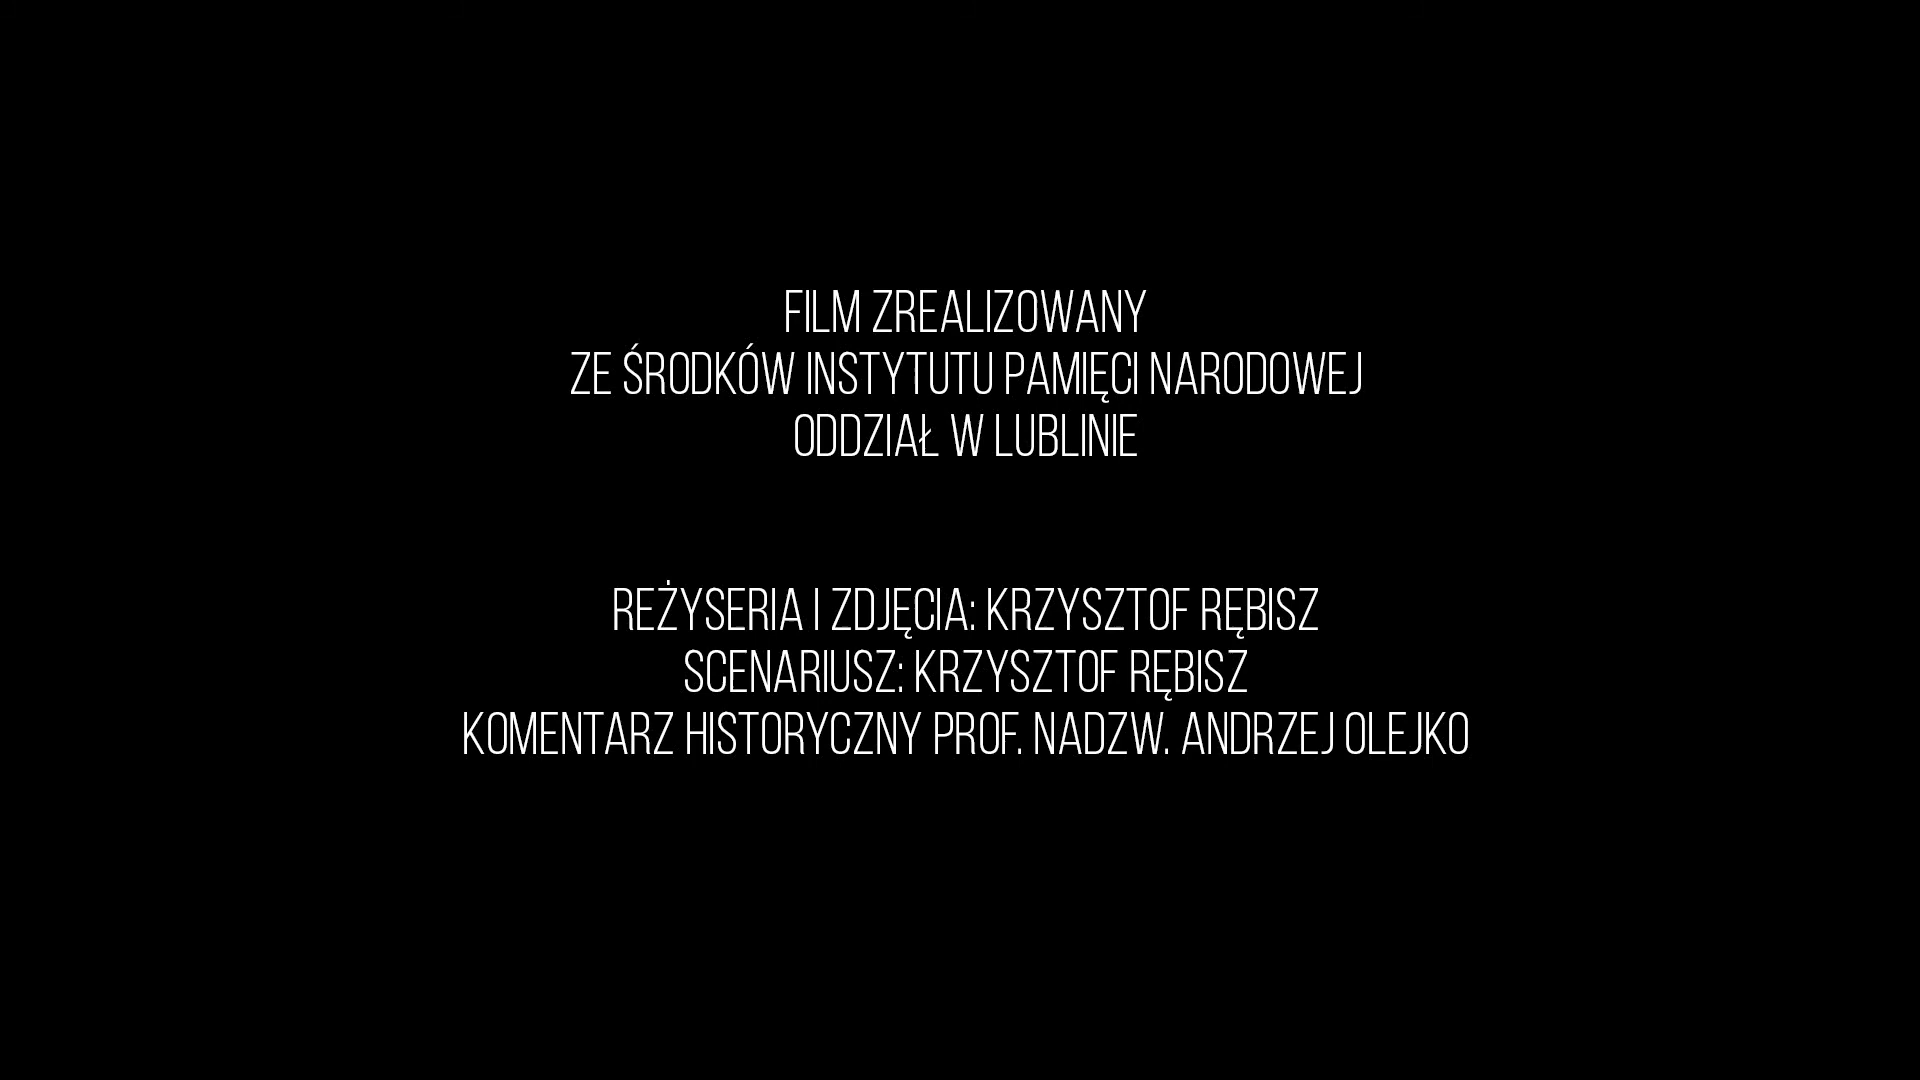 FILM ZREALIZOWANY
ZE ŚRODKÓW INSTYTUTU PAMIĘCI NARODOWEJ
ODDZIAŁ W LUBLINIE
REŻYSERIA I ZDJĘCIA: KRZYSZTOF RĘBISZ
SCENARIUSZ: KRZYSZTOF RĘBISZ
KOMENTARZ HISTORYCZNY PROF. NADZW. ANDRZEJ OLEJKO